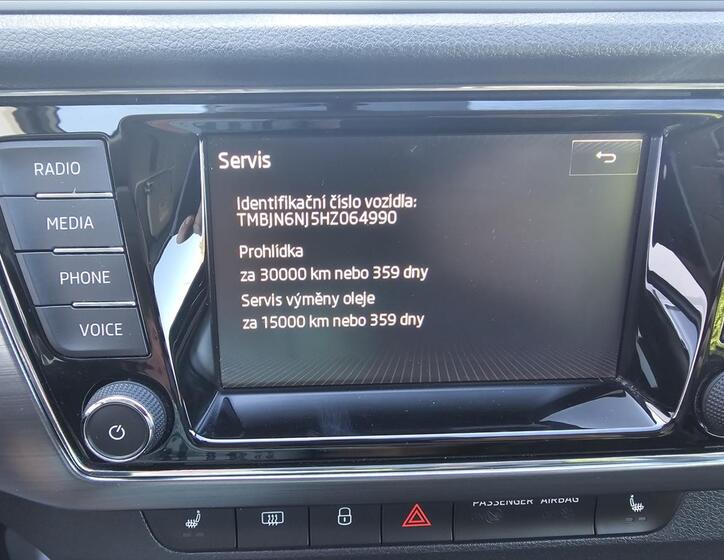 Servis
Identifikační číslo vozidla:
TMBJN6NJ5HZ064990
Prohlídka
za 30000 km nebo 359 dny
Servis výměny oleje
za 15000 km nebo 359 dny
RADIO
MEDIA
PHONE
VOICE
PASSENGER AIRBAG